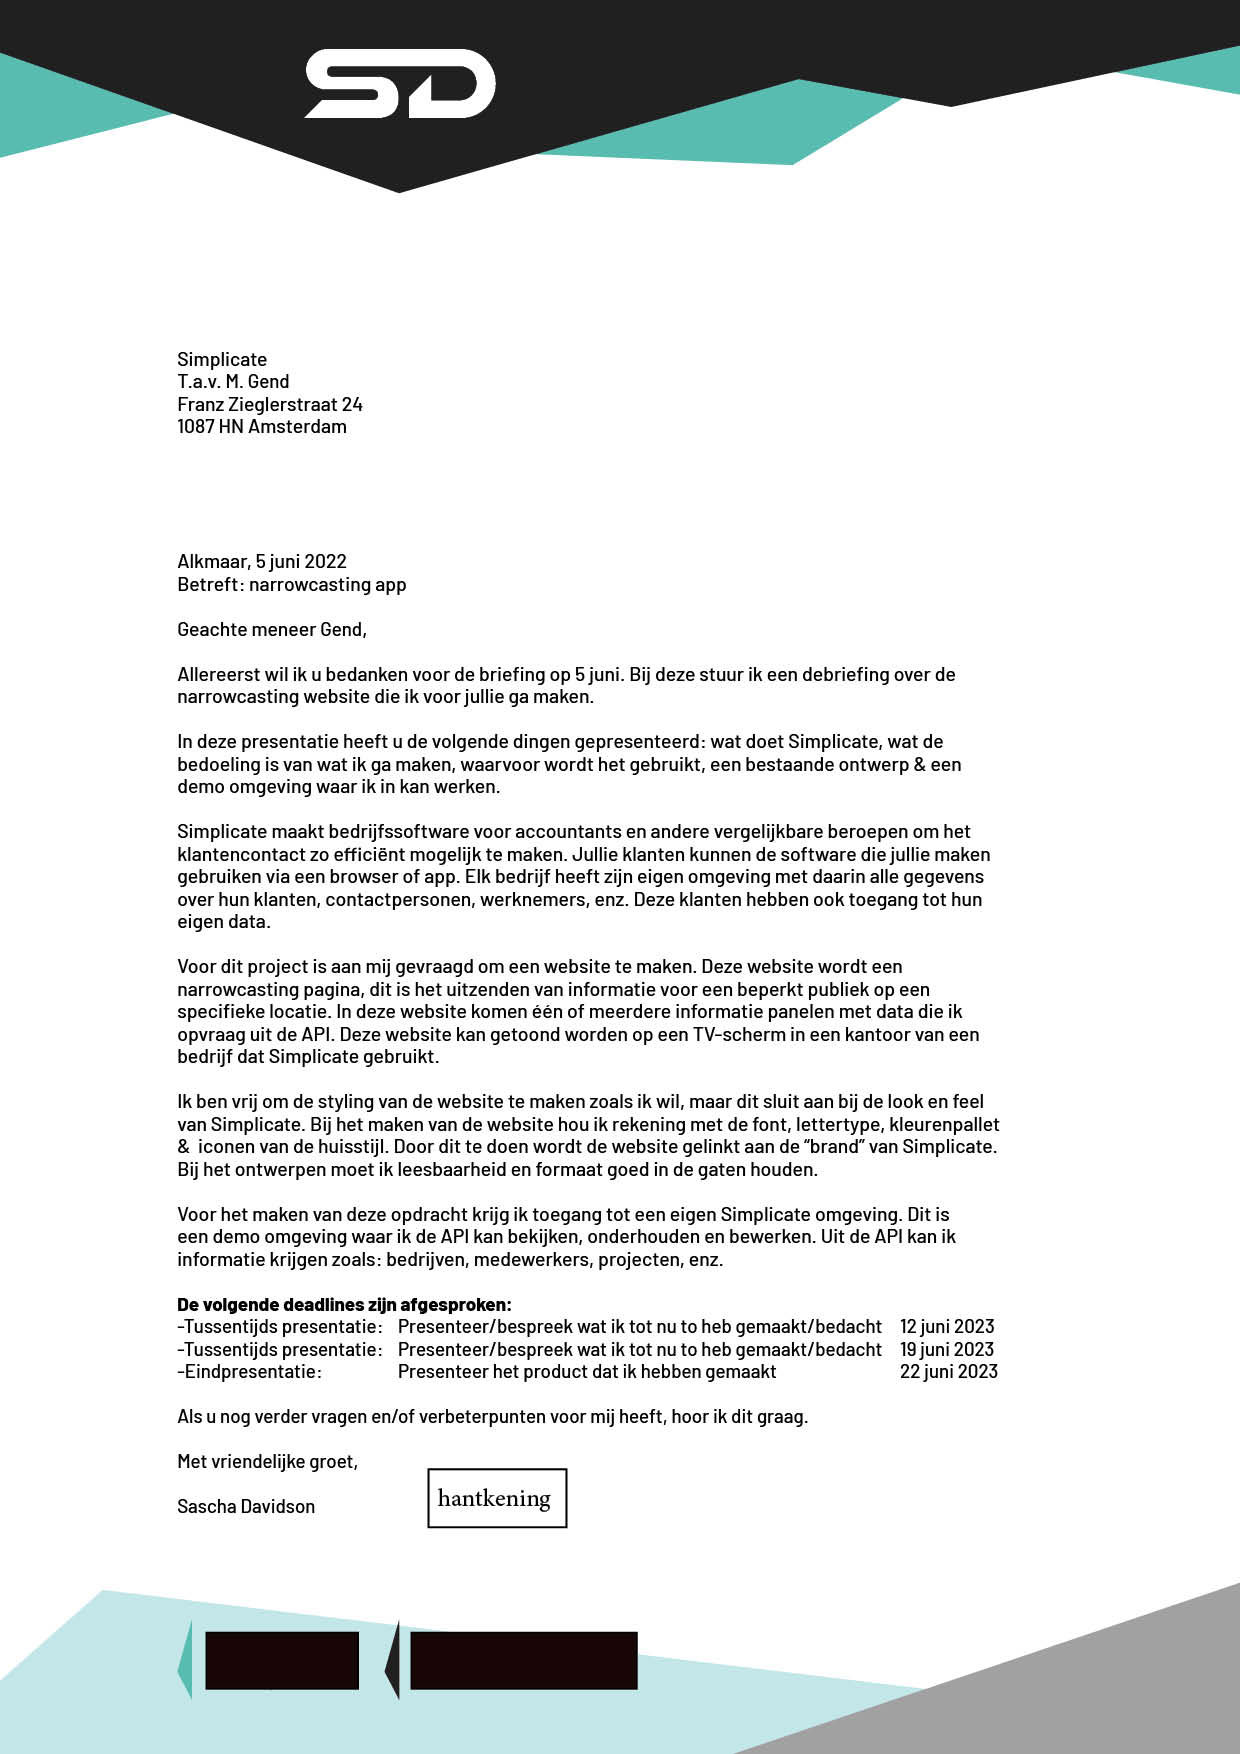 SD
Simplicate
T.a.v. M. Gend
Franz Zieglerstraat 24
1087 HN Amsterdam
Alkmaar, 5 juni 2022
Betreft: narrowcasting app
Geachte meneer Gend,
Allereerst wil ik u bedanken voor de briefing op 5 juni. Bij deze stuur ik een debriefing over de
narrowcasting website die ik voor jullie ga maken.
In deze presentatie heeft u de volgende dingen gepresenteerd: wat doet Simplicate, wat de
bedoeling is van wat ik ga maken, waarvoor wordt het gebruikt, een bestaande ontwerp & een
demo omgeving waar ik in kan werken.
Simplicate maakt bedrijfssoftware voor accountants en andere vergelijkbare beroepen om het
klantencontact zo efficiënt mogelijk te maken. Jullie klanten kunnen de software die jullie maken
gebruiken via een browser of app. Elk bedrijf heeft zijn eigen omgeving met daarin alle gegevens
over hun klanten, contactpersonen, werknemers, enz. Deze klanten hebben ook toegang tot hun
eigen data.
Voor dit project is aan mij gevraagd om een website te maken. Deze website wordt een
narrowcasting pagina, dit is het uitzenden van informatie voor een beperkt publiek op een
specifieke locatie. In deze website komen één of meerdere informatie panelen met data die ik
opvraag uit de API. Deze website kan getoond worden op een TV-scherm in een kantoor van een
bedrijf dat Simplicate gebruikt.
Ik ben vrij om de styling van de website te maken zoals ik wil, maar dit sluit aan bij de look en feel
van Simplicate. Bij het maken van de website hou ik rekening met de font, lettertype, kleurenpallet
&  iconen van de huisstijl. Door dit te doen wordt de website gelinkt aan de “brand” van Simplicate.
Bij het ontwerpen moet ik leesbaarheid en formaat goed in de gaten houden.
Voor het maken van deze opdracht krijg ik toegang tot een eigen Simplicate omgeving. Dit is
een demo omgeving waar ik de API kan bekijken, onderhouden en bewerken. Uit de API kan ik
informatie krijgen zoals: bedrijven, medewerkers, projecten, enz.
De volgende deadlines zijn afgesproken:
-Tussentijds presentatie: Presenteer/bespreek wat ik tot nu to heb gemaakt/bedacht 12 juni 2023
-Tussentijds presentatie: Presenteer/bespreek wat ik tot nu to heb gemaakt/bedacht 19 juni 2023
-Eindpresentatie: Presenteer het product dat ik hebben gemaakt 22 juni 2023
Als u nog verder vragen en/of verbeterpunten voor mij heeft, hoor ik dit graag.
Met vriendelijke groet,
hantkening
Sascha Davidson